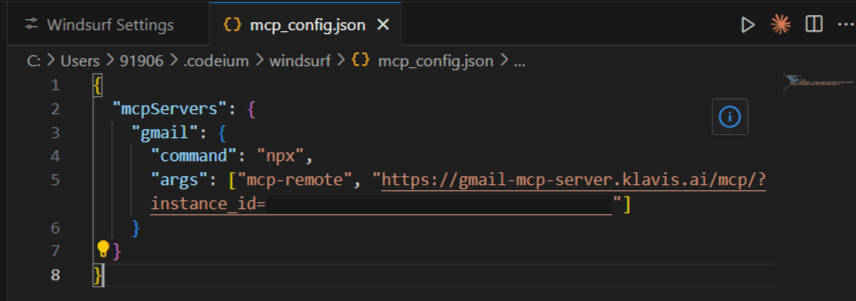 Windsurf Settings
{} mcp_config.json ×
C: > Users > 91906 > .codeium > windsurf > {} mcp_config.json > ...
1 {
2 "mcpServers": {
3 "gmail": {
4 "command": "npx",
5 "args": ["mcp-remote", "https://gmail-mcp-server.klavis.ai/mcp/?
instance_id= "]
6 }
7 }
8 }